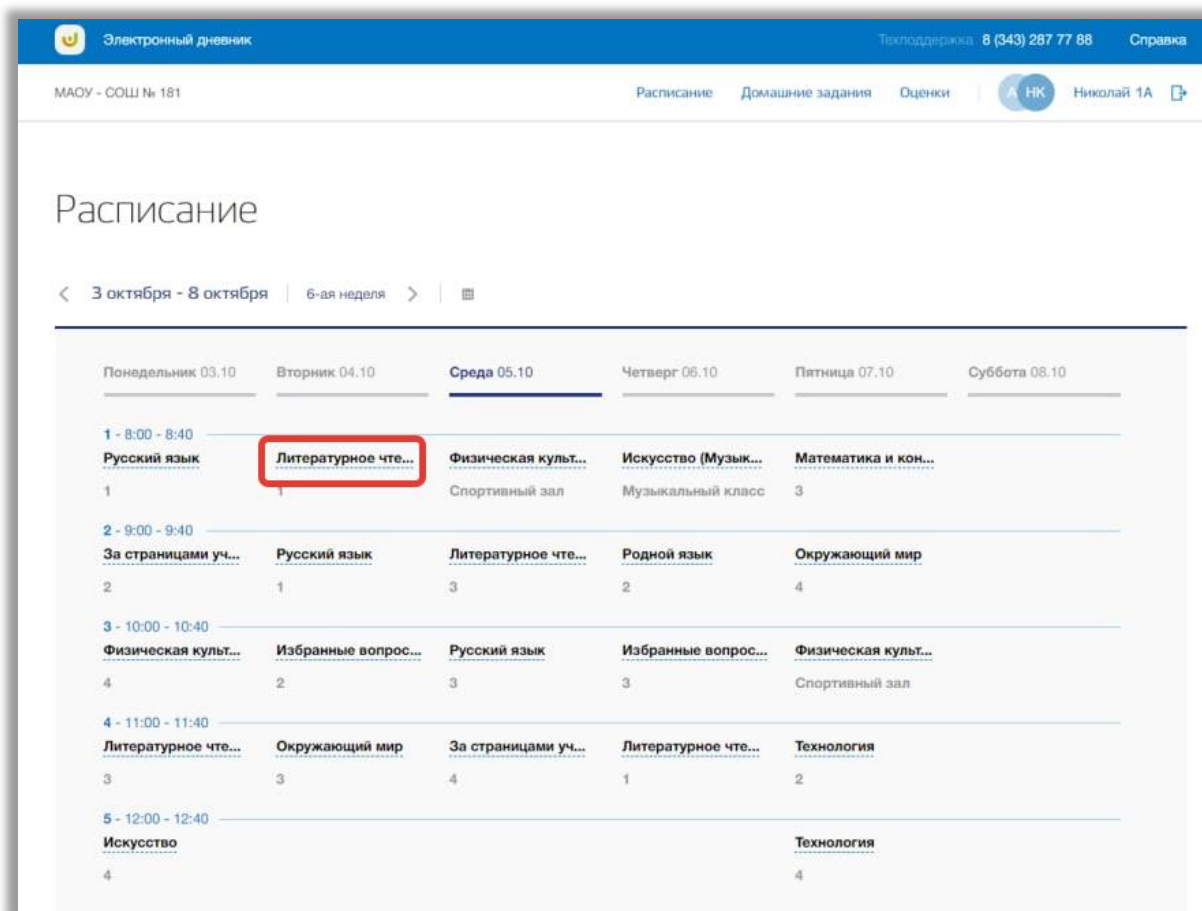 Электронный дневник Техподдержка 8 (343) 287 77 88 Справка
МАОУ - СОШ № 181 Расписание Домашние задания Оценки А НК Николай 1А
Расписание
3 октября - 8 октября 6-ая неделя
Понедельник 03.10 Вторник 04.10 Среда 05.10 Четверг 06.10 Пятница 07.10 Суббота 08.10
1 - 8:00 - 8:40
Русский язык Литературное чте... Физическая культ... Искусство (Музык... Математика и кон...
1 1 Спортивный зал Музыкальный класс 3
2 - 9:00 - 9:40
За страницами уч... Русский язык Литературное чте... Родной язык Окружающий мир
2 1 3 2 4
3 - 10:00 - 10:40
Физическая культ... Избранные вопрос... Русский язык Избранные вопрос... Физическая культ...
4 2 3 3 Спортивный зал
4 - 11:00 - 11:40
Литературное чте... Окружающий мир За страницами уч... Литературное чте... Технология
3 3 4 1 2
5 - 12:00 - 12:40
Искусство Технология
4 4